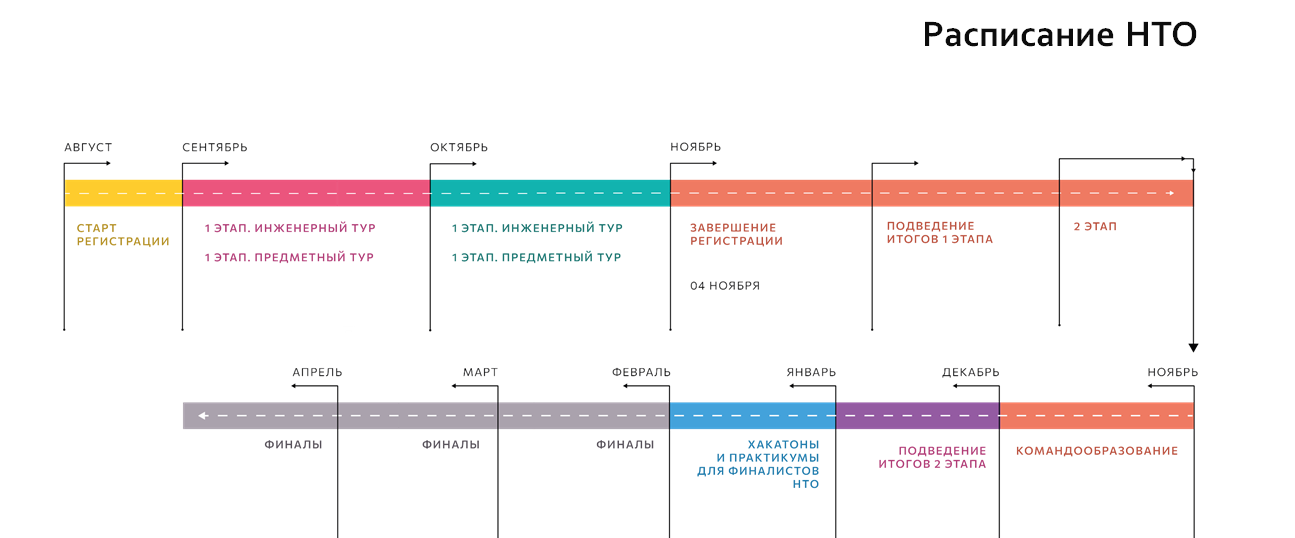 Расписание НТО
АВГУСТ
СЕНТЯБРЬ
ОКТЯБРЬ
НОЯБРЬ
СТАРТ
РЕГИСТРАЦИИ
1 ЭТАП. ИНЖЕНЕРНЫЙ ТУР
1 ЭТАП. ПРЕДМЕТНЫЙ ТУР
1 ЭТАП. ИНЖЕНЕРНЫЙ ТУР
1 ЭТАП. ПРЕДМЕТНЫЙ ТУР
ЗАВЕРШЕНИЕ
РЕГИСТРАЦИИ
04 НОЯБРЯ
ПОДВЕДЕНИЕ
ИТОГОВ 1 ЭТАПА
2 ЭТАП
АПРЕЛЬ
МАРТ
ФЕВРАЛЬ
ЯНВАРЬ
ДЕКАБРЬ
НОЯБРЬ
ФИНАЛЫ
ФИНАЛЫ
ФИНАЛЫ
ХАКАТОНЫ
И ПРАКТИКУМЫ
ДЛЯ ФИНАЛИСТОВ
НТО
ПОДВЕДЕНИЕ
ИТОГОВ 2 ЭТАПА
КОМАНДООБРАЗОВАНИЕ